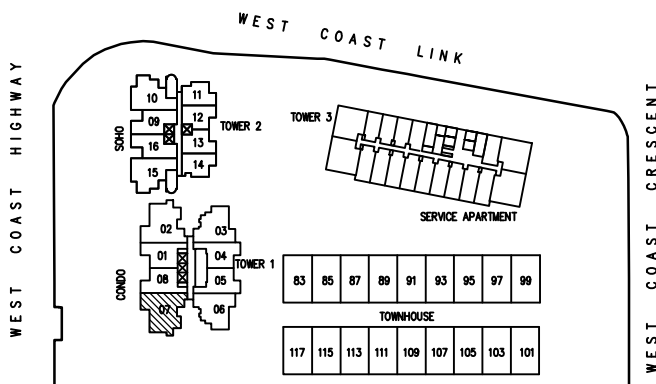 WEST COAST LINK
WEST COAST HIGHWAY
WEST COAST CRESCENT
10
11
09
12
TOWER 2
SOHO
16
13
15
14
TOWER 3
SERVICE APARTMENT
02
03
01
04
TOWER 1
CONDO
08
05
07
06
83 85 87 89 91 93 95 97 99
TOWNHOUSE
117 115 113 111 109 107 105 103 101